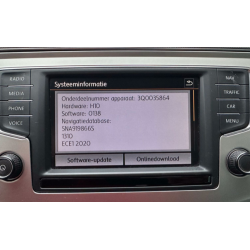 Systeeminformatie
RADIO
MEDIA
PHONE
VOICE
Onderdeelnummer apparaat: 3Q0035864
Hardware: H10
Software: 0138
Navigatiedatabase:
5NA919866S
1310
ECE1 2020
Software-update
Onlinedownload
NAV
TRAFFIC
CAR
MENU